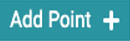 Add Point +